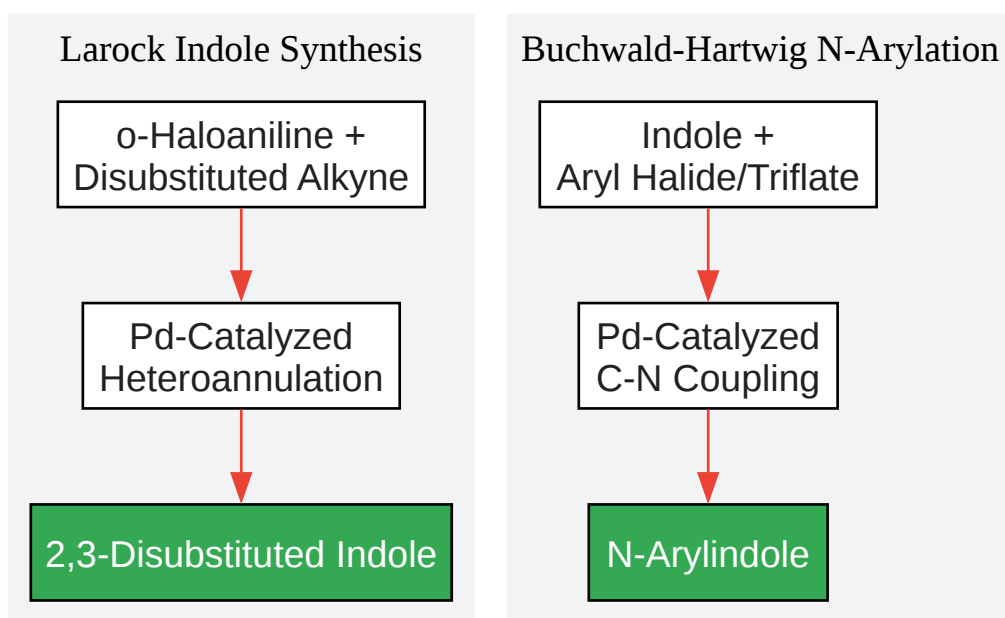 Larock Indole Synthesis
o-Haloaniline +
Disubstituted Alkyne
Pd-Catalyzed
Heteroannulation
2,3-Disubstituted Indole
Buchwald-Hartwig N-Arylation
Indole +
Aryl Halide/Triflate
Pd-Catalyzed
C-N Coupling
N-Arylindole